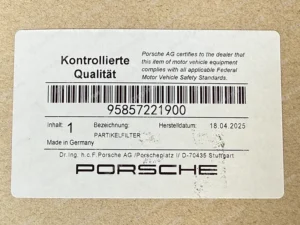 Kontrollierte
Qualität
Porsche AG certifies to the dealer that
this item of motor vehicle equipment
complies with all applicable Federal
Motor Vehicle Safety Standards.
95857221900
Inhalt: 1 Bezeichnung: Herstelldatum: 18.04.2025
PARTIKELFILTER
Made in Germany
Dr. Ing. h.c.F. Porsche AG /Porscheplatz 1/ D-70435 Stuttgart
PORSCHE